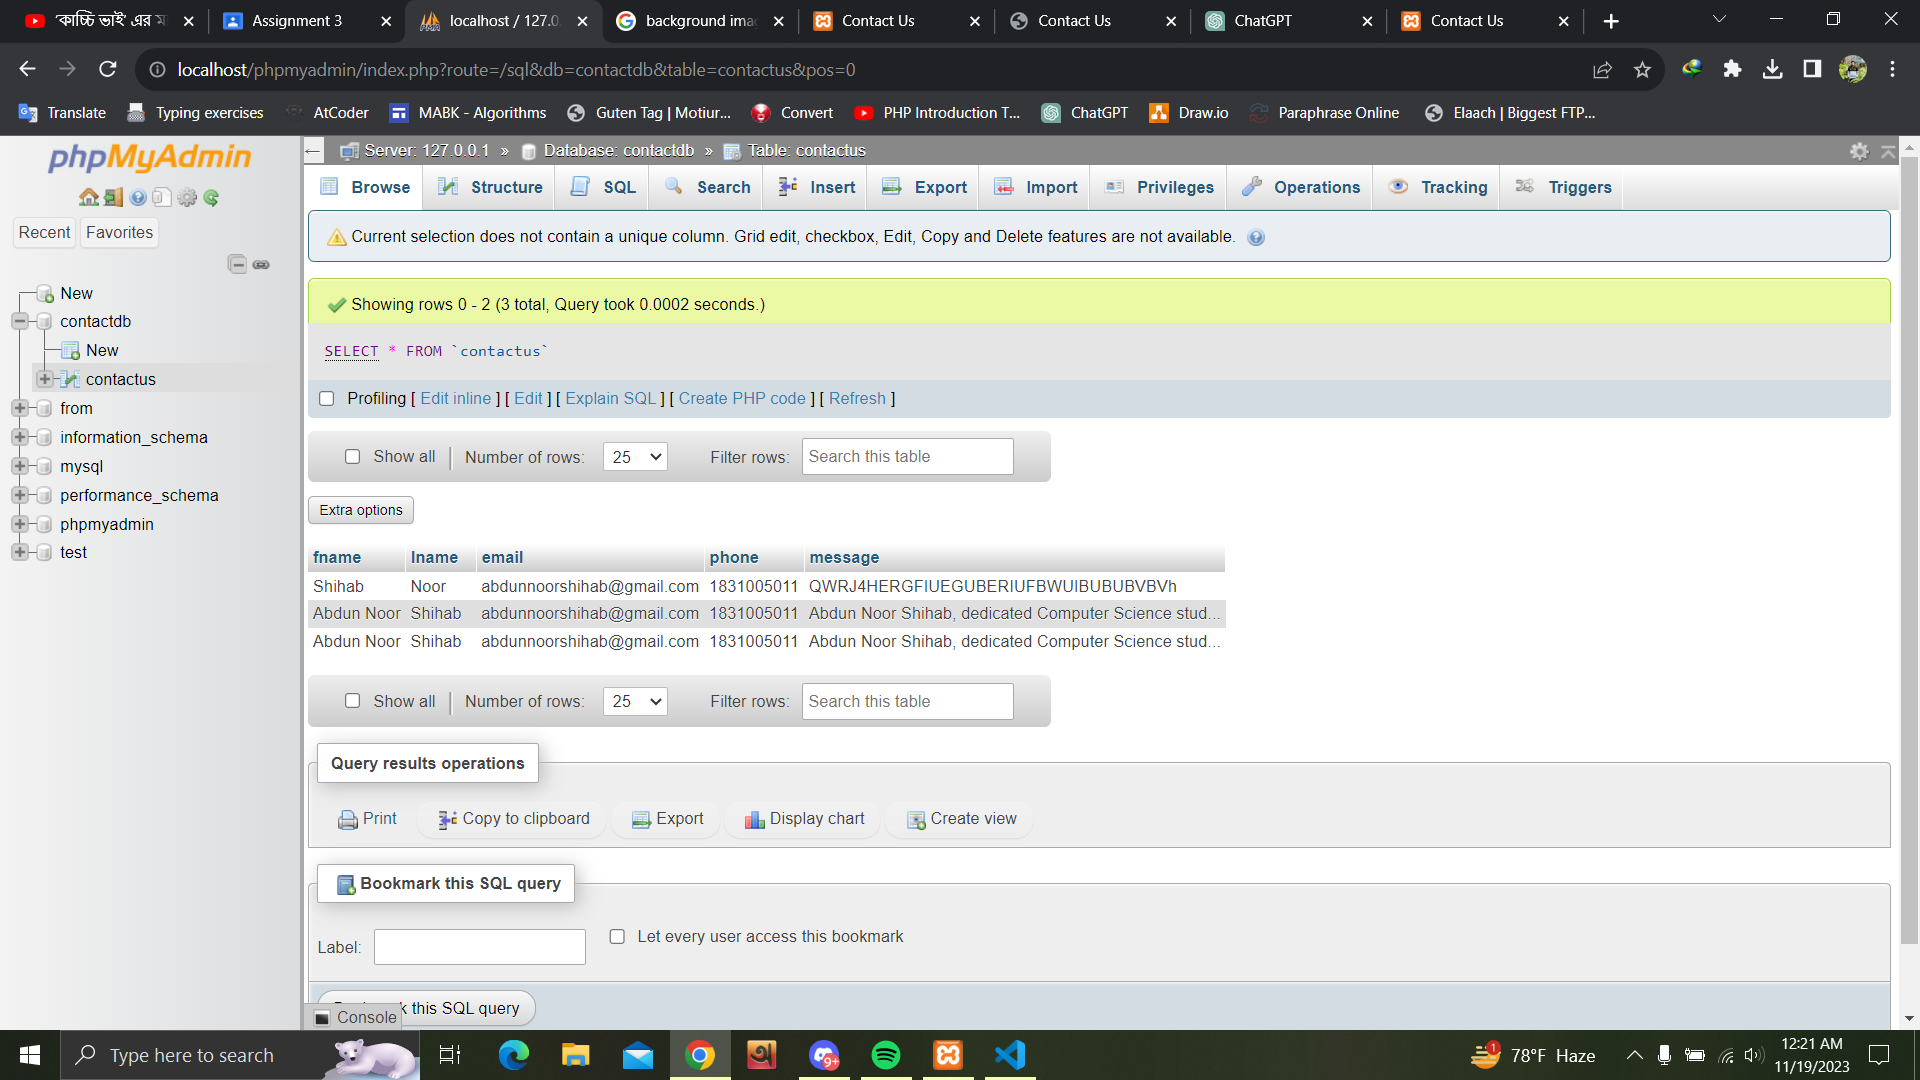 'কাচ্চি ভাই' এর
Assignment 3
localhost / 127.0.
background ima
Contact Us
Contact Us
ChatGPT
Contact Us
localhost/phpmyadmin/index.php?route=/sql&db=contactdb&table=contactus&pos=0
Translate
Typing exercises
AtCoder
MABK - Algorithms
Guten Tag | Motiur...
Convert
PHP Introduction T...
ChatGPT
Draw.io
Paraphrase Online
Elaach | Biggest FTP...
phpMyAdmin
Recent Favorites
New
contactdb
New
contactus
from
information_schema
mysql
performance_schema
phpmyadmin
test
Server: 127.0.0.1 » Database: contactdb » Table: contactus
Browse Structure SQL Search Insert Export Import Privileges Operations Tracking Triggers
Current selection does not contain a unique column. Grid edit, checkbox, Edit, Copy and Delete features are not available.
Showing rows 0 - 2 (3 total, Query took 0.0002 seconds.)
SELECT * FROM `contactus`
Profiling [ Edit inline ] [ Edit ] [ Explain SQL ] [ Create PHP code ] [ Refresh ]
Show all | Number of rows: 25 Filter rows: Search this table
Extra options
fname lname email phone message
Shihab Noor abdunnoorshihab@gmail.com 1831005011 QWRJ4HERGFIUEGUBERIUFBWUIBUBUBVBVh
Abdun Noor Shihab abdunnoorshihab@gmail.com 1831005011 Abdun Noor Shihab, dedicated Computer Science stud...
Abdun Noor Shihab abdunnoorshihab@gmail.com 1831005011 Abdun Noor Shihab, dedicated Computer Science stud...
Show all | Number of rows: 25 Filter rows: Search this table
Query results operations
Print Copy to clipboard Export Display chart Create view
Bookmark this SQL query
Label: Let every user access this bookmark
this SQL query
Console
Type here to search
9+
1
78°F Haze
12:21 AM
11/19/2023